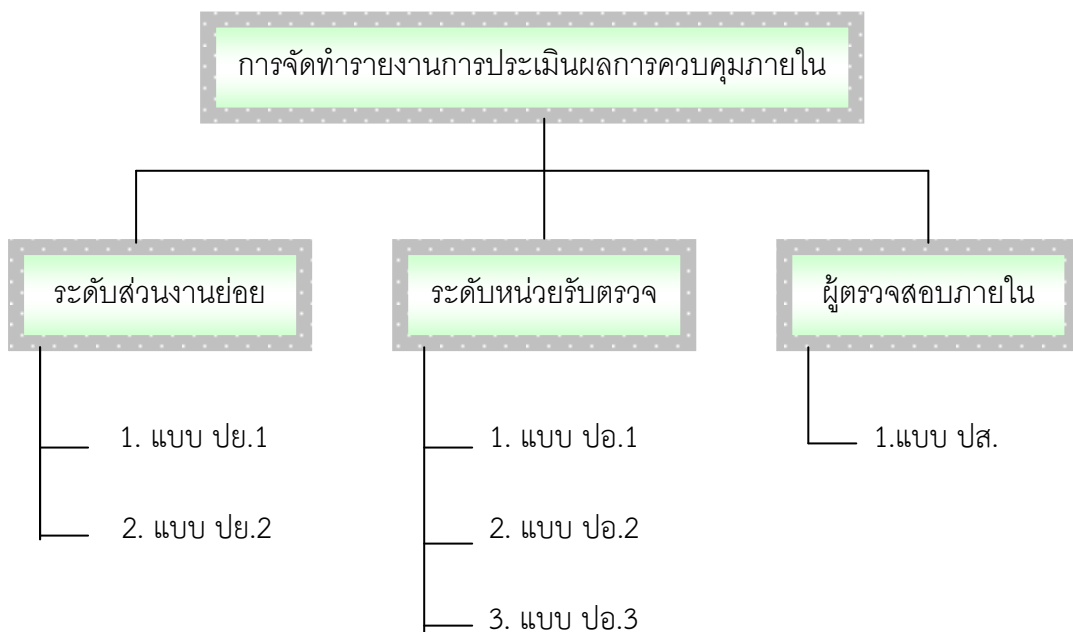 การจัดทำรายงานการประเมินผลการควบคุมภายใน
ระดับส่วนงานย่อย
1. แบบ ปย.1
2. แบบ ปย.2
ระดับหน่วยรับตรวจ
1. แบบ ปอ.1
2. แบบ ปอ.2
3. แบบ ปอ.3
ผู้ตรวจสอบภายใน
1.แบบ ปส.